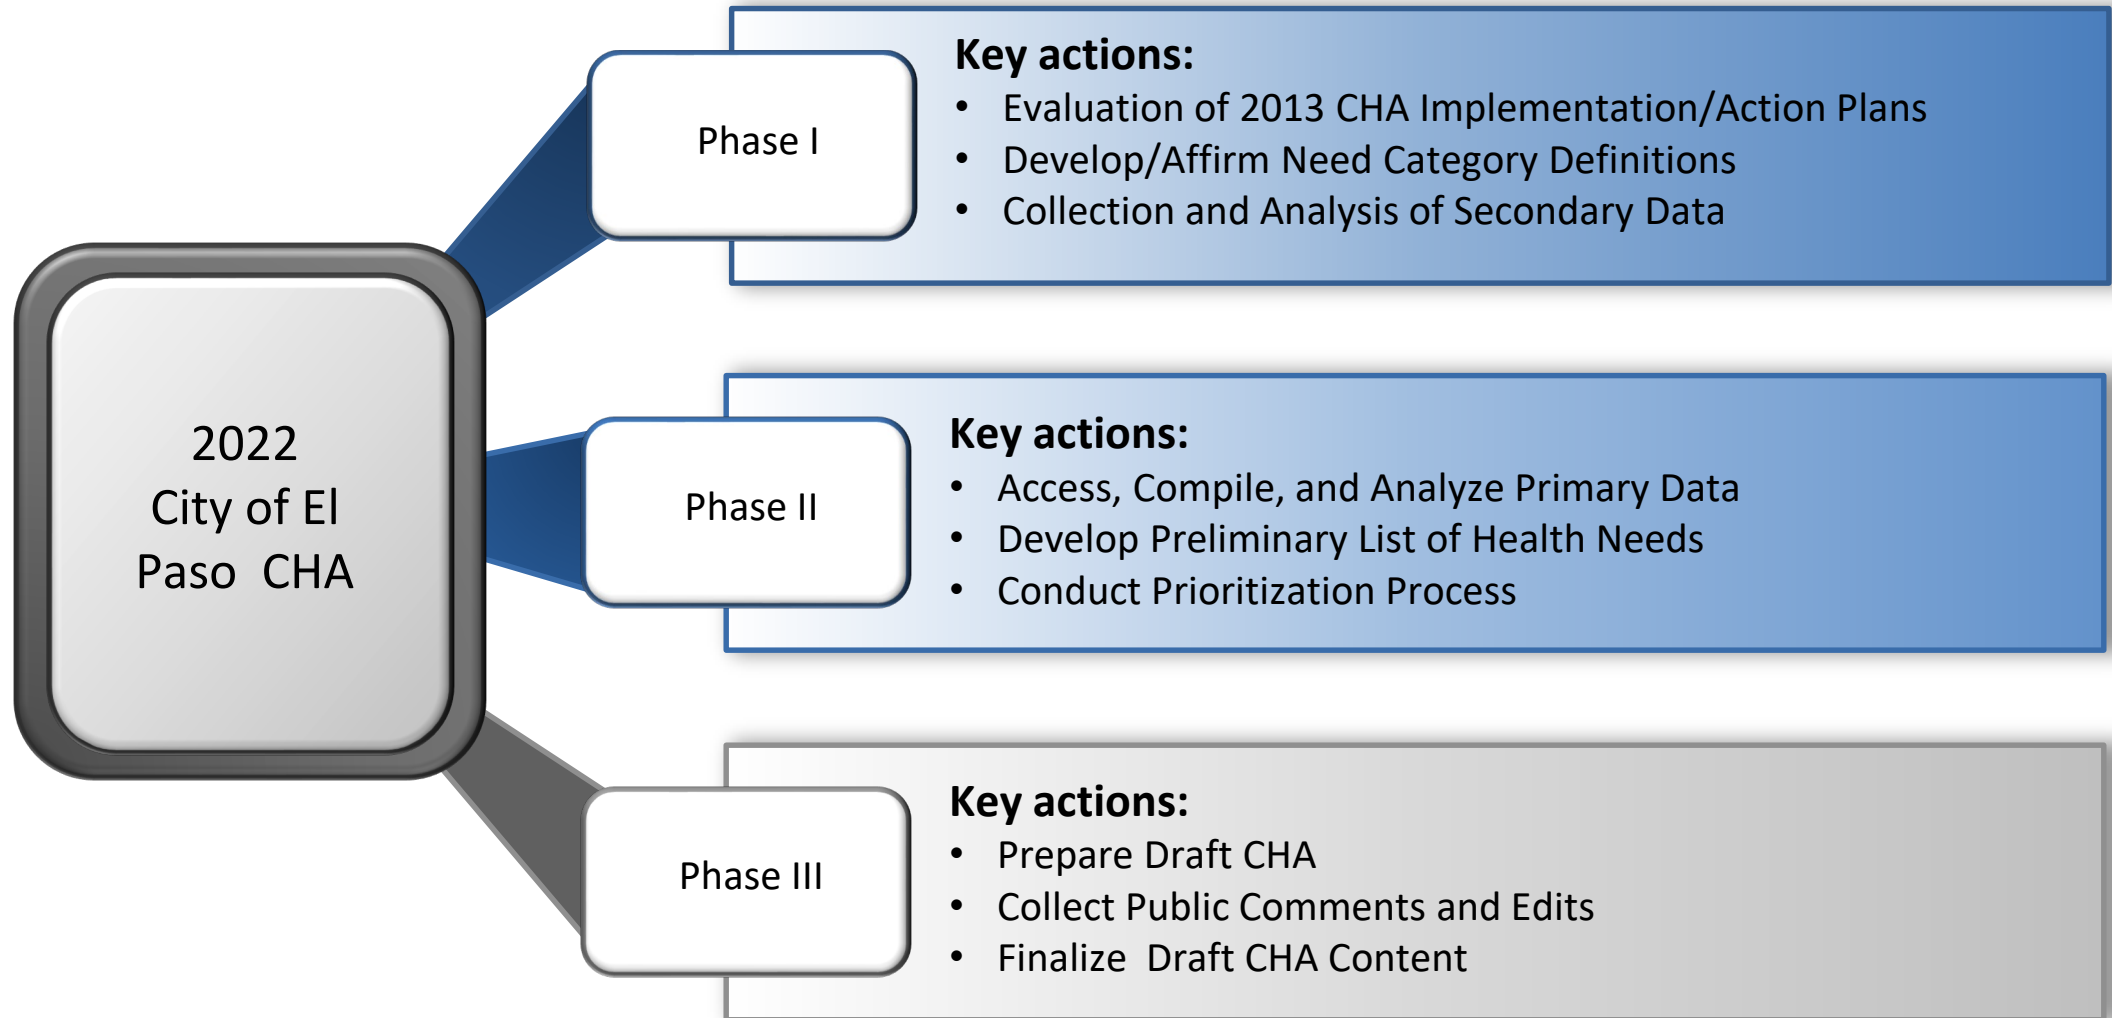 2022
City of El
Paso CHA
Phase I
Key actions:
• Evaluation of 2013 CHA Implementation/Action Plans
• Develop/Affirm Need Category Definitions
• Collection and Analysis of Secondary Data
Phase II
Key actions:
• Access, Compile, and Analyze Primary Data
• Develop Preliminary List of Health Needs
• Conduct Prioritization Process
Phase III
Key actions:
• Prepare Draft CHA
• Collect Public Comments and Edits
• Finalize Draft CHA Content